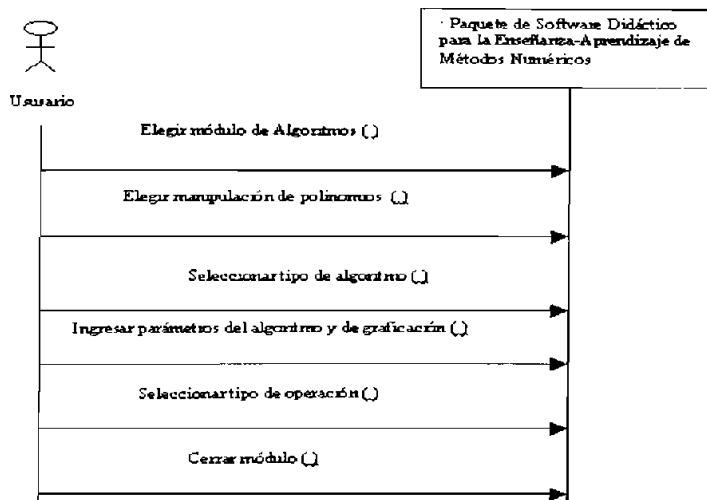 : Paquete de Software Didáctico
para la Enseñanza-Aprendizaje de
Métodos Numéricos
Ususario
Elegir módulo de Algoritmos ( )
Elegir manipulación de polinomios ( )
Seleccionar tipo de algoritmo ( )
Ingresar parámetros del algoritmo y de graficación ( )
Seleccionar tipo de operación ( )
Cerrar módulo ( )